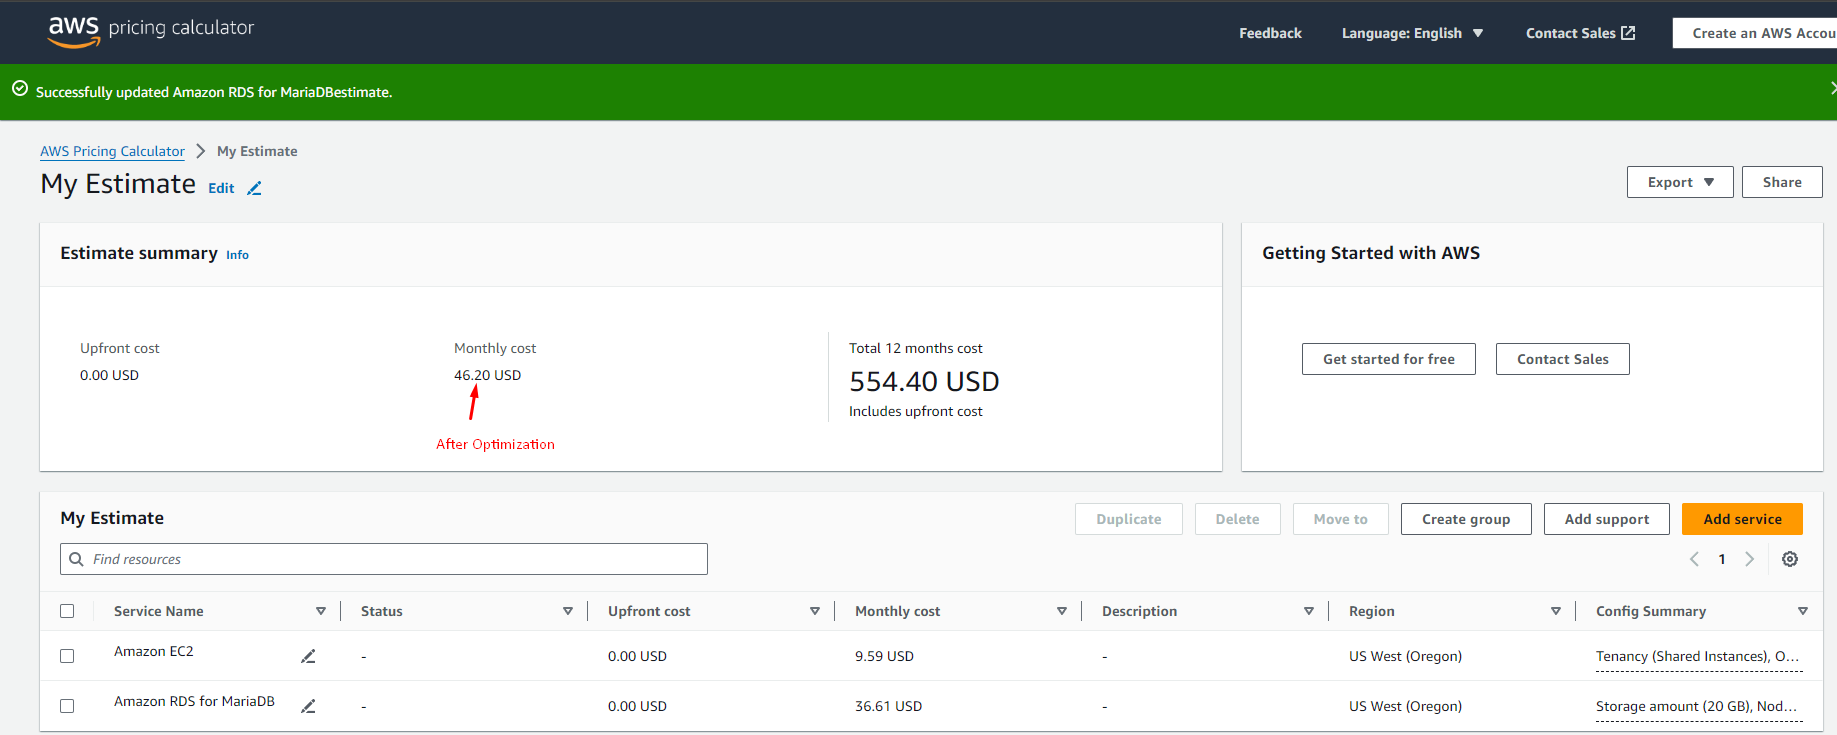 aws pricing calculator
Feedback
Language: English
Contact Sales
Create an AWS Accou
Successfully updated Amazon RDS for MariaDBestimate.
AWS Pricing Calculator
My Estimate
My Estimate
Edit
Export
Share
Estimate summary
Info
Getting Started with AWS
Upfront cost
0.00 USD
Monthly cost
46.20 USD
After Optimization
Total 12 months cost
554.40 USD
Includes upfront cost
Get started for free
Contact Sales
My Estimate
Duplicate
Delete
Move to
Create group
Add support
Add service
Find resources
1
Service Name
Status
Upfront cost
Monthly cost
Description
Region
Config Summary
Amazon EC2
-
0.00 USD
9.59 USD
-
US West (Oregon)
Tenancy (Shared Instances), O...
Amazon RDS for MariaDB
-
0.00 USD
36.61 USD
-
US West (Oregon)
Storage amount (20 GB), Nod...